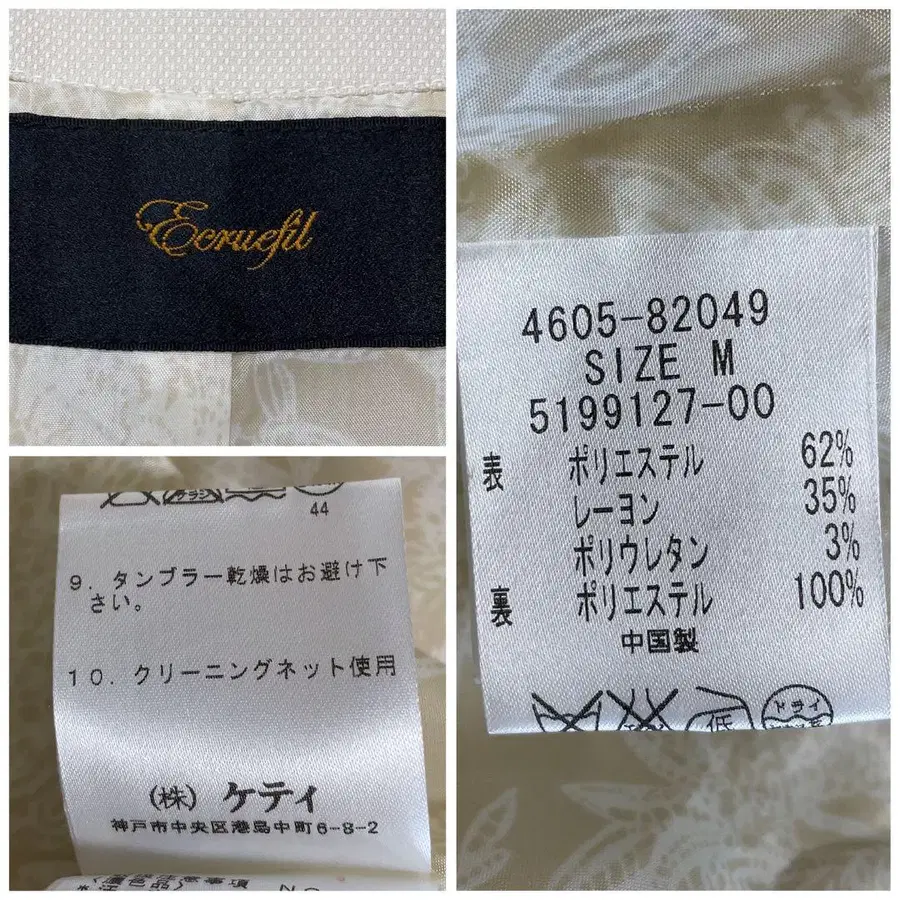 Ecruefil
4605-82049
SIZE M
5199127-00
表 ポリエステル 62%
レーヨン 35%
ポリウレタン 3%
裏 ポリエステル 100%
中国製
低
44
9. タンブラー乾燥はお避け下
さい。
10. クリーニングネット使用
(株) ケティ
神戸市中央区港島中町6-8-2